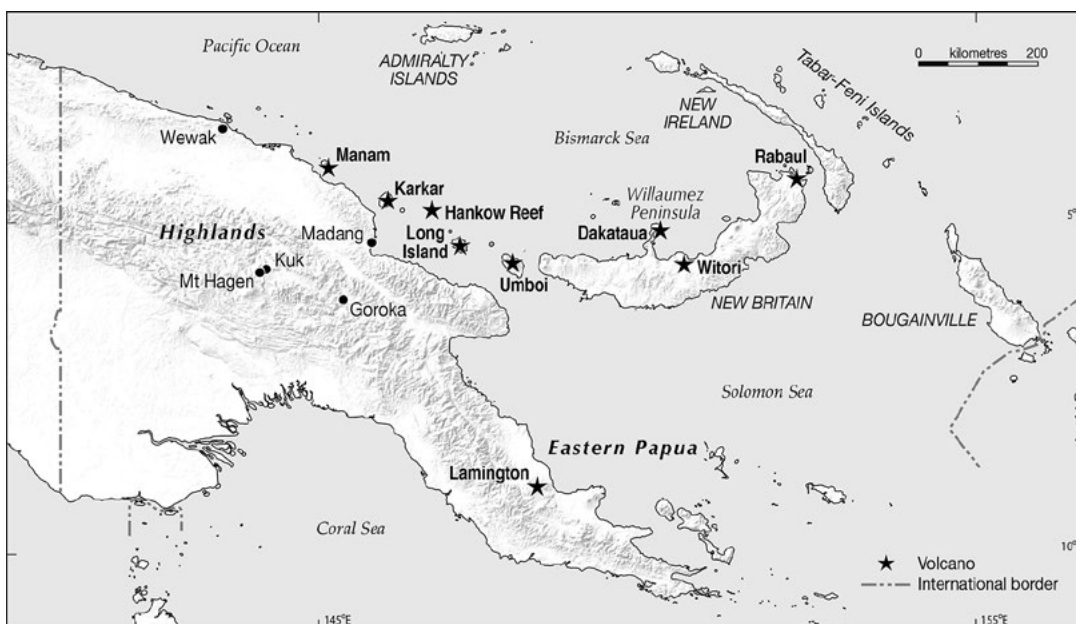 Pacific Ocean
ADMIRALTY
ISLANDS
kilometres
0
200
Tabar-Feni Islands
NEW
IRELAND
Bismarck Sea
Wewak
Manam
Rabaul
Karkar
Willaumez
Peninsula
Hankow Reef
5°
Highlands
Madang
Long
Island
Dakataua
Kuk
Mt Hagen
Umboi
Witori
NEW BRITAIN
Goroka
BOUGAINVILLE
Solomon Sea
Eastern Papua
Lamington
Coral Sea
10°
Volcano
International border
145°E
155°E